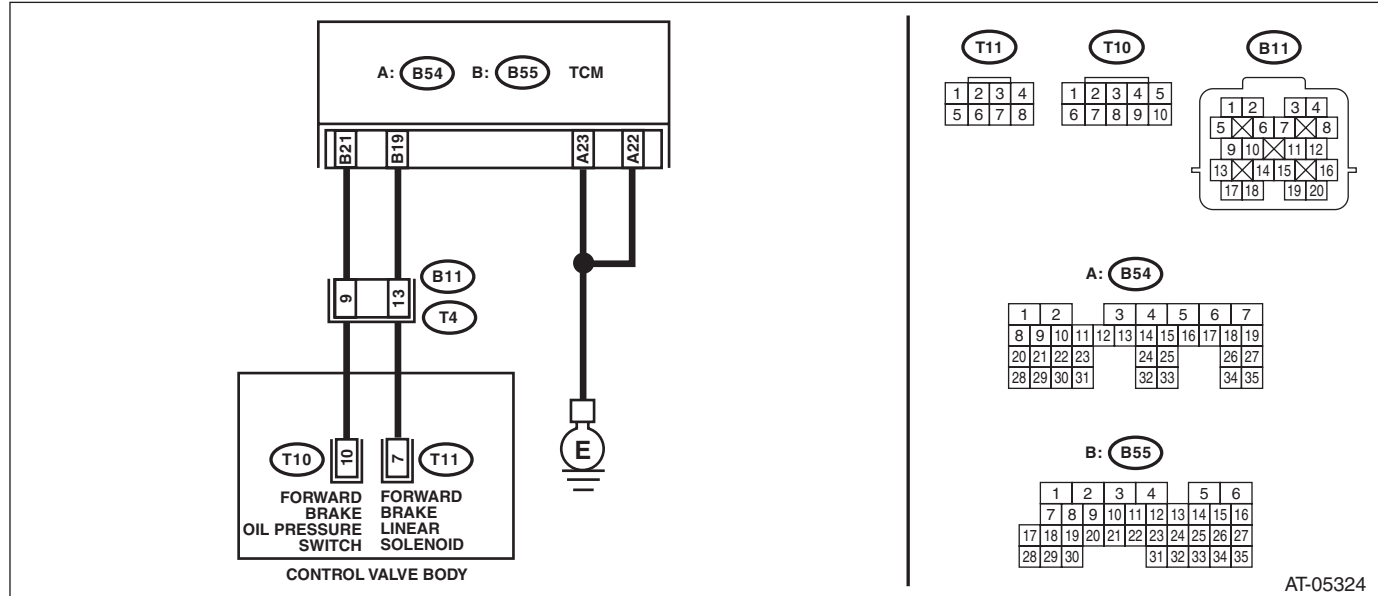 A: B54 B: B55 TCM
B21 B19 A23 A22
B11
9 13
T4
T10 10 7 T11
E
FORWARD BRAKE OIL PRESSURE SWITCH
FORWARD BRAKE LINEAR SOLENOID
CONTROL VALVE BODY
T11
1 2 3 4
5 6 7 8
T10
1 2 3 4 5
6 7 8 9 10
B11
1 2 3 4
5 6 7 8
9 10 11 12
13 14 15 16
17 18 19 20
A: B54
1 2 3 4 5 6 7
8 9 10 11 12 13 14 15 16 17 18 19
20 21 22 23 24 25 26 27
28 29 30 31 32 33 34 35
B: B55
1 2 3 4 5 6
7 8 9 10 11 12 13 14 15 16
17 18 19 20 21 22 23 24 25 26 27
28 29 30 31 32 33 34 35
AT-05324